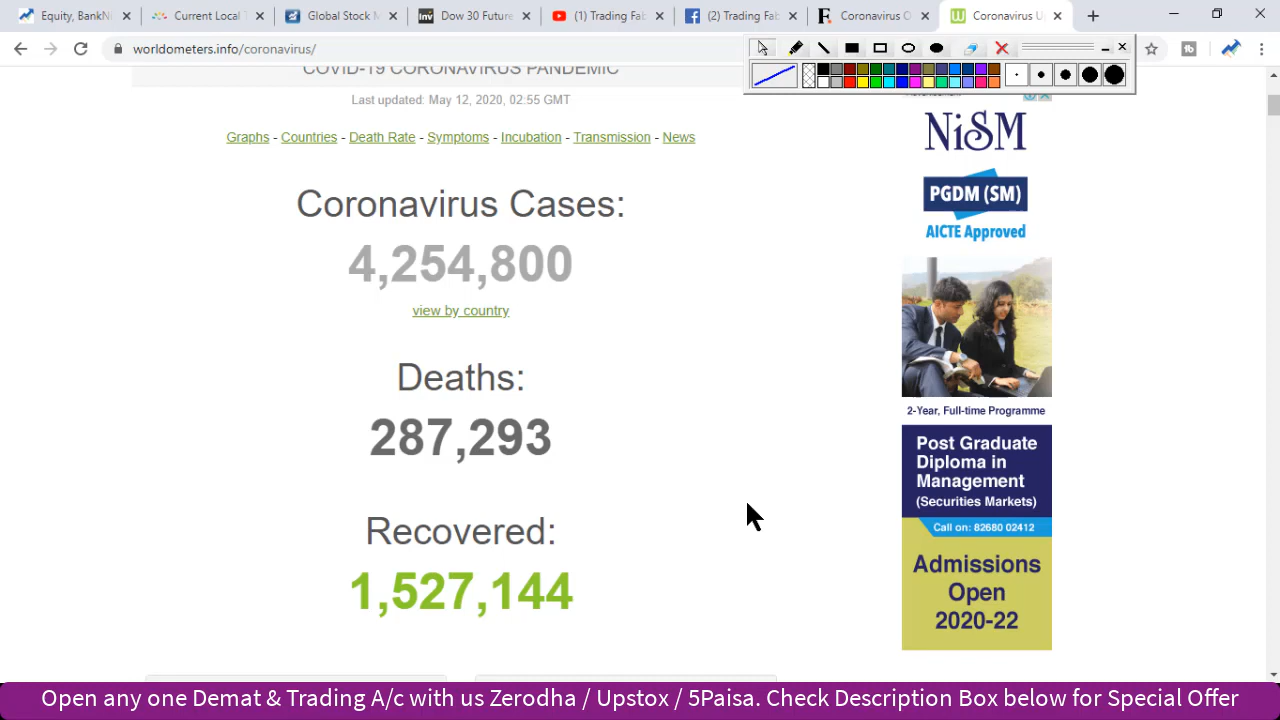 Equity, BankNi
Current Local T
Global Stock M
Dow 30 Future
(1) Trading Fab
(2) Trading Fab
Coronavirus O
Coronavirus U
worldometers.info/coronavirus/
COVID-19 CORONAVIRUS PANDEMIC
Last updated: May 12, 2020, 02:55 GMT
Graphs - Countries - Death Rate - Symptoms - Incubation - Transmission - News
Coronavirus Cases:
4,254,800
view by country
Deaths:
287,293
Recovered:
1,527,144
NiSM
PGDM (SM)
AICTE Approved
2-Year, Full-time Programme
Post Graduate
Diploma in
Management
(Securities Markets)
Call on: 82680 02412
Admissions
Open
2020-22
Open any one Demat & Trading A/c with us Zerodha / Upstox / 5Paisa. Check Description Box below for Special Offer